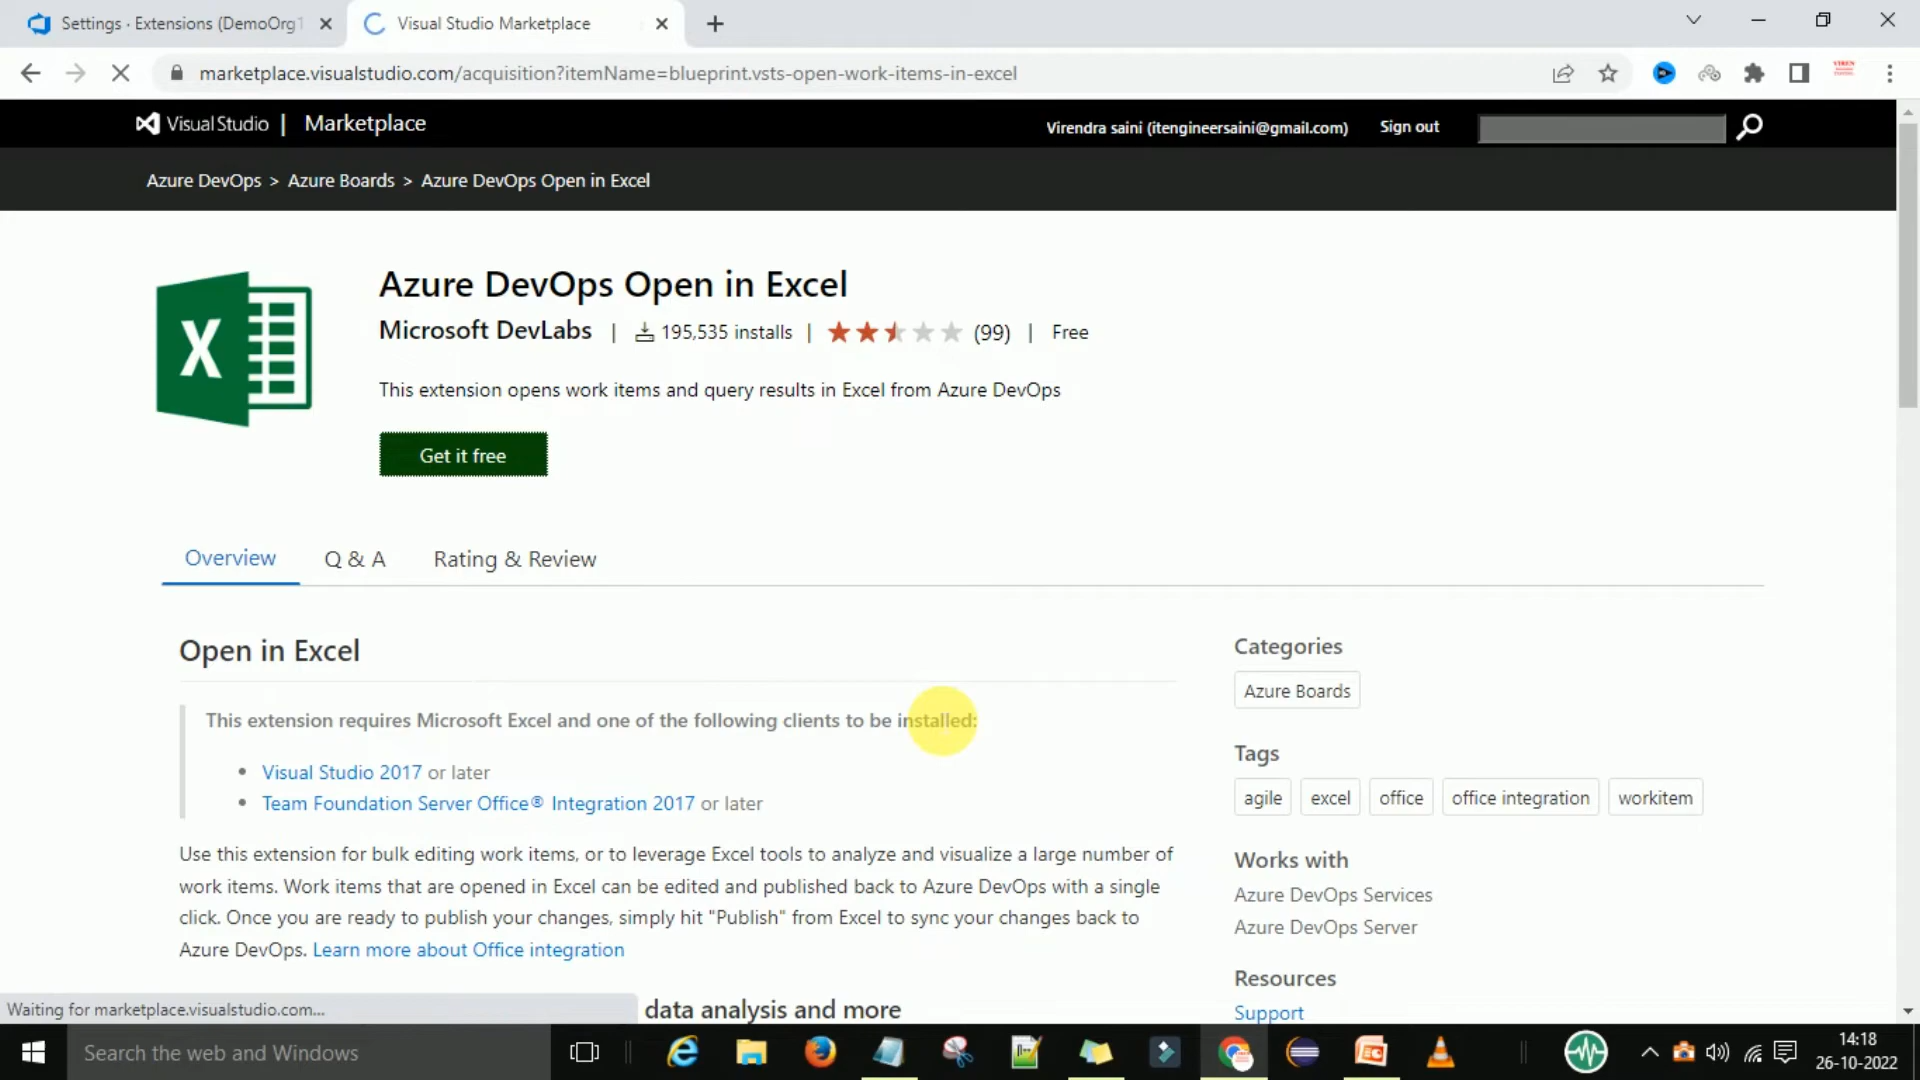 Settings · Extensions (DemoOrg1
Visual Studio Marketplace
marketplace.visualstudio.com/acquisition?itemName=blueprint.vsts-open-work-items-in-excel
Visual Studio | Marketplace
Virendra saini (itengineersaini@gmail.com)
Sign out
Azure DevOps > Azure Boards > Azure DevOps Open in Excel
Azure DevOps Open in Excel
Microsoft DevLabs | 195,535 installs | (99) | Free
This extension opens work items and query results in Excel from Azure DevOps
Get it free
Overview
Q & A
Rating & Review
Open in Excel
This extension requires Microsoft Excel and one of the following clients to be installed:
• Visual Studio 2017 or later
• Team Foundation Server Office® Integration 2017 or later
Use this extension for bulk editing work items, or to leverage Excel tools to analyze and visualize a large number of
work items. Work items that are opened in Excel can be edited and published back to Azure DevOps with a single
click. Once you are ready to publish your changes, simply hit "Publish" from Excel to sync your changes back to
Azure DevOps. Learn more about Office integration
data analysis and more
Categories
Azure Boards
Tags
agile
excel
office
office integration
workitem
Works with
Azure DevOps Services
Azure DevOps Server
Resources
Support
Waiting for marketplace.visualstudio.com...
Search the web and Windows
14:18
26-10-2022